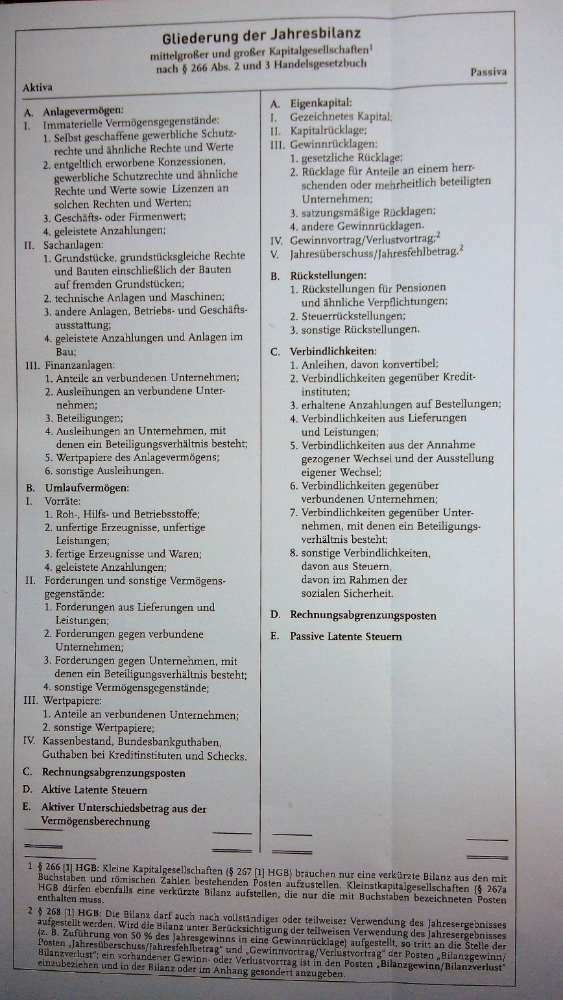 Gliederung der Jahresbilanz
mittelgroßer und großer Kapitalgesellschaften¹
nach § 266 Abs. 2 und 3 Handelsgesetzbuch
Aktiva
A. Anlagevermögen:
I. Immaterielle Vermögensgegenstände:
1. Selbst geschaffene gewerbliche Schutz-
rechte und ähnliche Rechte und Werte
2. entgeltlich erworbene Konzessionen,
gewerbliche Schutzrechte und ähnliche
Rechte und Werte sowie Lizenzen an
solchen Rechten und Werten;
3. Geschäfts- oder Firmenwert;
4. geleistete Anzahlungen;
II. Sachanlagen:
1. Grundstücke, grundstücksgleiche Rechte
und Bauten einschließlich der Bauten
auf fremden Grundstücken;
2. technische Anlagen und Maschinen;
3. andere Anlagen, Betriebs- und Geschäfts-
ausstattung;
4. geleistete Anzahlungen und Anlagen im
Bau;
III. Finanzanlagen:
1. Anteile an verbundenen Unternehmen;
2. Ausleihungen an verbundene Unter-
nehmen;
3. Beteiligungen;
4. Ausleihungen an Unternehmen, mit
denen ein Beteiligungsverhältnis besteht;
5. Wertpapiere des Anlagevermögens;
6. sonstige Ausleihungen.
B. Umlaufvermögen:
I. Vorräte:
1. Roh-, Hilfs- und Betriebsstoffe;
2. unfertige Erzeugnisse, unfertige
Leistungen;
3. fertige Erzeugnisse und Waren;
4. geleistete Anzahlungen;
II. Forderungen und sonstige Vermögens-
gegenstände:
1. Forderungen aus Lieferungen und
Leistungen;
2. Forderungen gegen verbundene
Unternehmen;
3. Forderungen gegen Unternehmen, mit
denen ein Beteiligungsverhältnis besteht;
4. sonstige Vermögensgegenstände;
III. Wertpapiere:
1. Anteile an verbundenen Unternehmen;
2. sonstige Wertpapiere;
IV. Kassenbestand, Bundesbankguthaben,
Guthaben bei Kreditinstituten und Schecks.
C. Rechnungsabgrenzungsposten
D. Aktive Latente Steuern
E. Aktiver Unterschiedsbetrag aus der
Vermögensberechnung
Passiva
A. Eigenkapital:
I. Gezeichnetes Kapital;
II. Kapitalrücklage;
III. Gewinnrücklagen:
1. gesetzliche Rücklage;
2. Rücklage für Anteile an einem herr-
schenden oder mehrheitlich beteiligten
Unternehmen;
3. satzungsmäßige Rücklagen;
4. andere Gewinnrücklagen.
IV. Gewinnvortrag/Verlustvortrag;²
V. Jahresüberschuss/Jahresfehlbetrag.²
B. Rückstellungen:
1. Rückstellungen für Pensionen
und ähnliche Verpflichtungen;
2. Steuerrückstellungen;
3. sonstige Rückstellungen.
C. Verbindlichkeiten:
1. Anleihen, davon konvertibel;
2. Verbindlichkeiten gegenüber Kredit-
instituten;
3. erhaltene Anzahlungen auf Bestellungen;
4. Verbindlichkeiten aus Lieferungen
und Leistungen;
5. Verbindlichkeiten aus der Annahme
gezogener Wechsel und der Ausstellung
eigener Wechsel;
6. Verbindlichkeiten gegenüber
verbundenen Unternehmen;
7. Verbindlichkeiten gegenüber Unter-
nehmen, mit denen ein Beteiligungs-
verhältnis besteht;
8. sonstige Verbindlichkeiten,
davon aus Steuern,
davon im Rahmen der
sozialen Sicherheit.
D. Rechnungsabgrenzungsposten
E. Passive Latente Steuern
1 § 266 [1] HGB: Kleine Kapitalgesellschaften (§ 267 [1] HGB) brauchen nur eine verkürzte Bilanz aus den mit
Buchstaben und römischen Zahlen bestehenden Posten aufzustellen. Kleinstkapitalgesellschaften (§ 267a
HGB dürfen ebenfalls eine verkürzte Bilanz aufstellen, die nur die mit Buchstaben bezeichneten Posten
enthalten muss.
2 § 268 [1] HGB: Die Bilanz darf auch nach vollständiger oder teilweiser Verwendung des Jahresergebnisses
aufgestellt werden. Wird die Bilanz unter Berücksichtigung der teilweisen Verwendung des Jahresergebnisses
(z. B. Zuführung von 50 % des Jahresgewinns in eine Gewinnrücklage) aufgestellt, so tritt an die Stelle der
Posten „Jahresüberschuss/Jahresfehlbetrag“ und „Gewinnvortrag/Verlustvortrag“ der Posten „Bilanzgewinn/
Bilanzverlust“; ein vorhandener Gewinn- oder Verlustvortrag ist in den Posten „Bilanzgewinn/Bilanzverlust“
einzubeziehen und in der Bilanz oder im Anhang gesondert anzugeben.